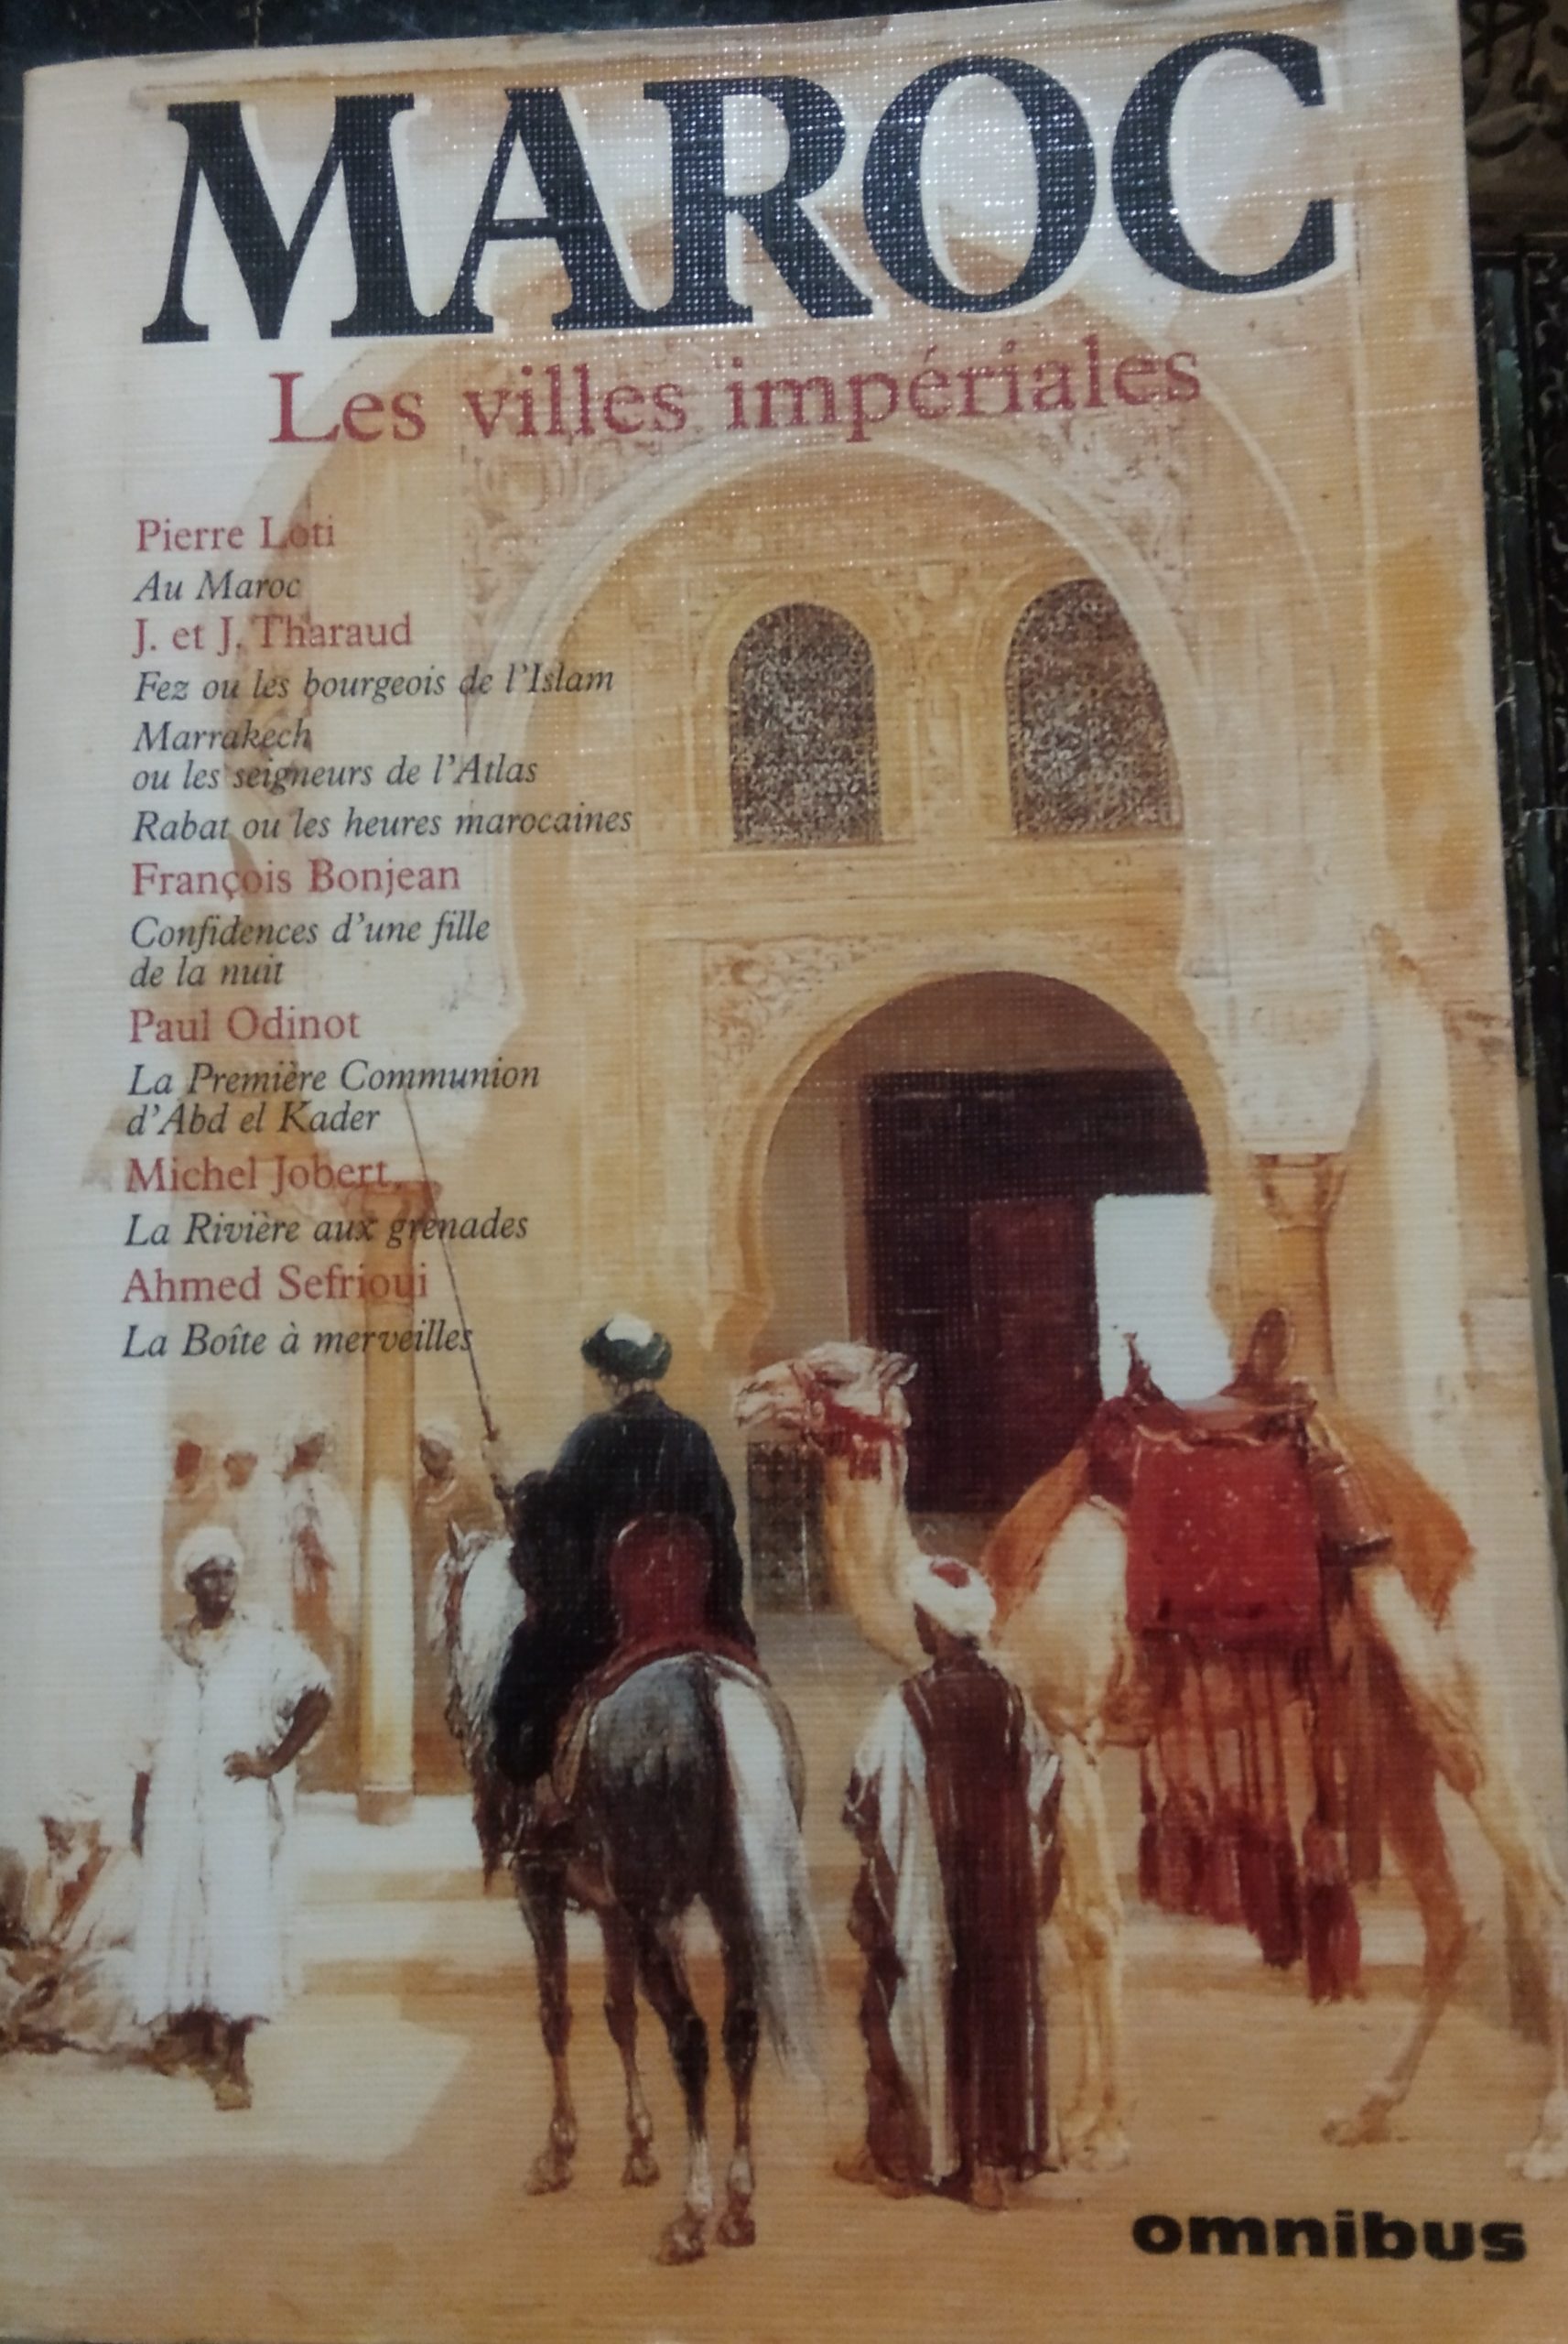 MAROC
Les villes impériales
Pierre Loti
Au Maroc
J. et J. Tharaud
Fez ou les bourgeois de l'Islam
Marrakech
ou les seigneurs de l'Atlas
Rabat ou les heures marocaines
François Bonjean
Confidences d'une fille
de la nuit
Paul Odinot
La Première Communion
d'Abd el Kader
Michel Jobert
La Rivière aux grenades
Ahmed Sefrioui
La Boîte à merveilles
omnibus